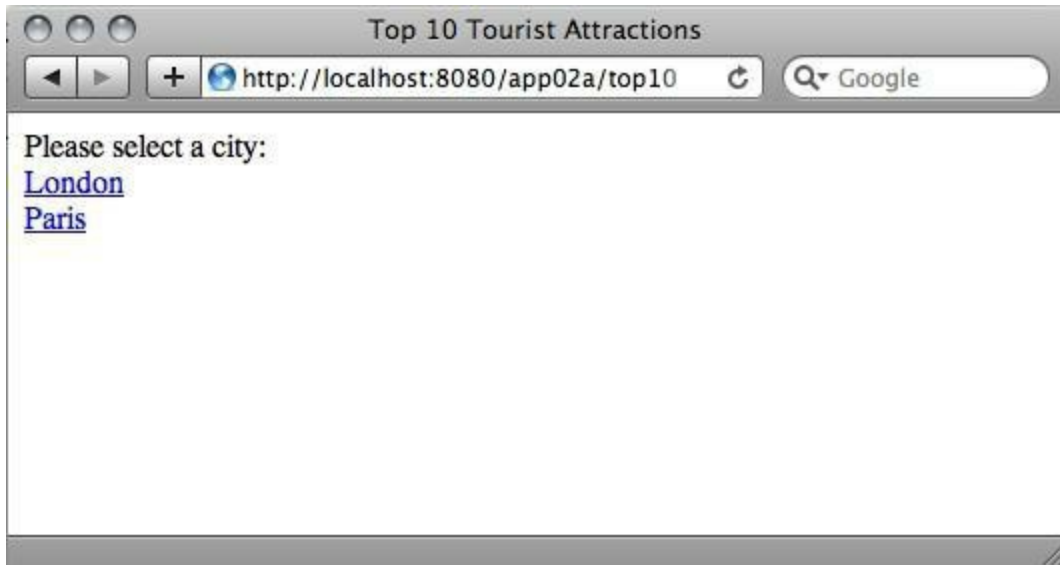 Top 10 Tourist Attractions
http://localhost:8080/app02a/top10
Google
Please select a city:
London
Paris